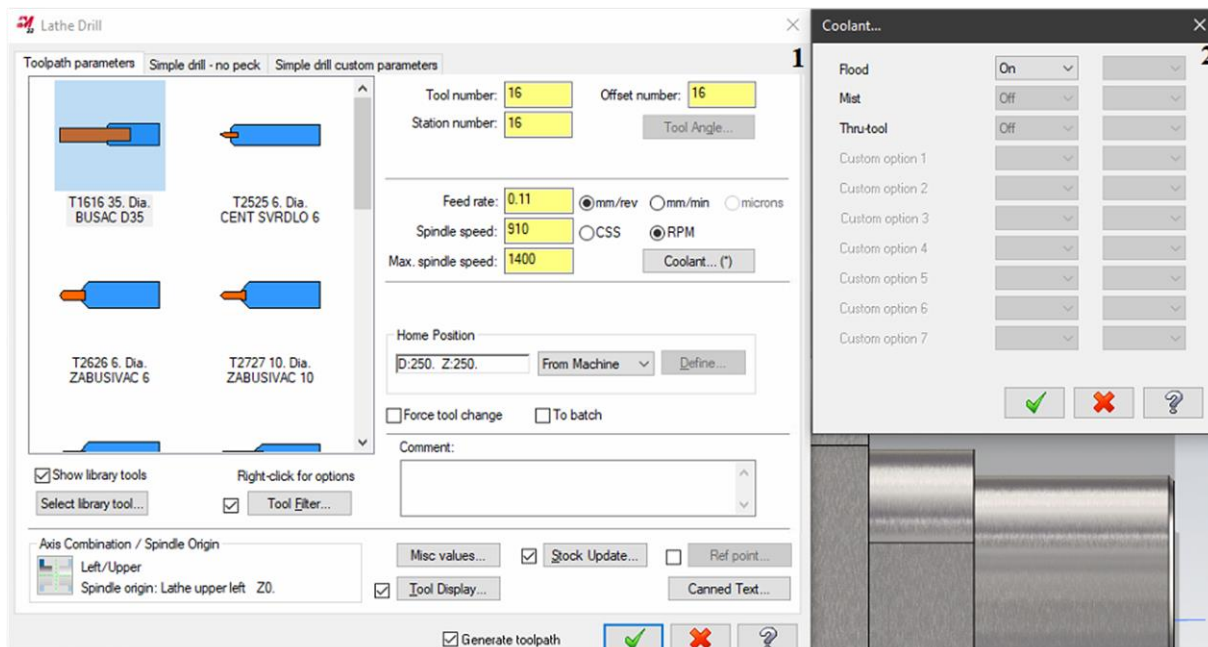 Lathe Drill
1
Toolpath parameters Simple drill - no peck Simple drill custom parameters
T1616 35. Dia.
BUSAC D35
T2525 6. Dia.
CENT SVRDLO 6
T2626 6. Dia.
ZABUSIVAC 6
T2727 10. Dia.
ZABUSIVAC 10
Show library tools Right-click for options
Select library tool... Tool Filter...
Axis Combination / Spindle Origin
Left/Upper
Spindle origin: Lathe upper left Z0.
Tool number: 16 Offset number: 16
Station number: 16 Tool Angle...
Feed rate: 0.11 mm/rev mm/min microns
Spindle speed: 910 CSS RPM
Max. spindle speed: 1400 Coolant... (*)
Home Position
D:250. Z:250. From Machine Define...
Force tool change To batch
Comment:
Misc values... Stock Update... Ref point...
Tool Display... Canned Text...
Generate toolpath
Coolant...
2
Flood On
Mist Off
Thru-tool Off
Custom option 1
Custom option 2
Custom option 3
Custom option 4
Custom option 5
Custom option 6
Custom option 7